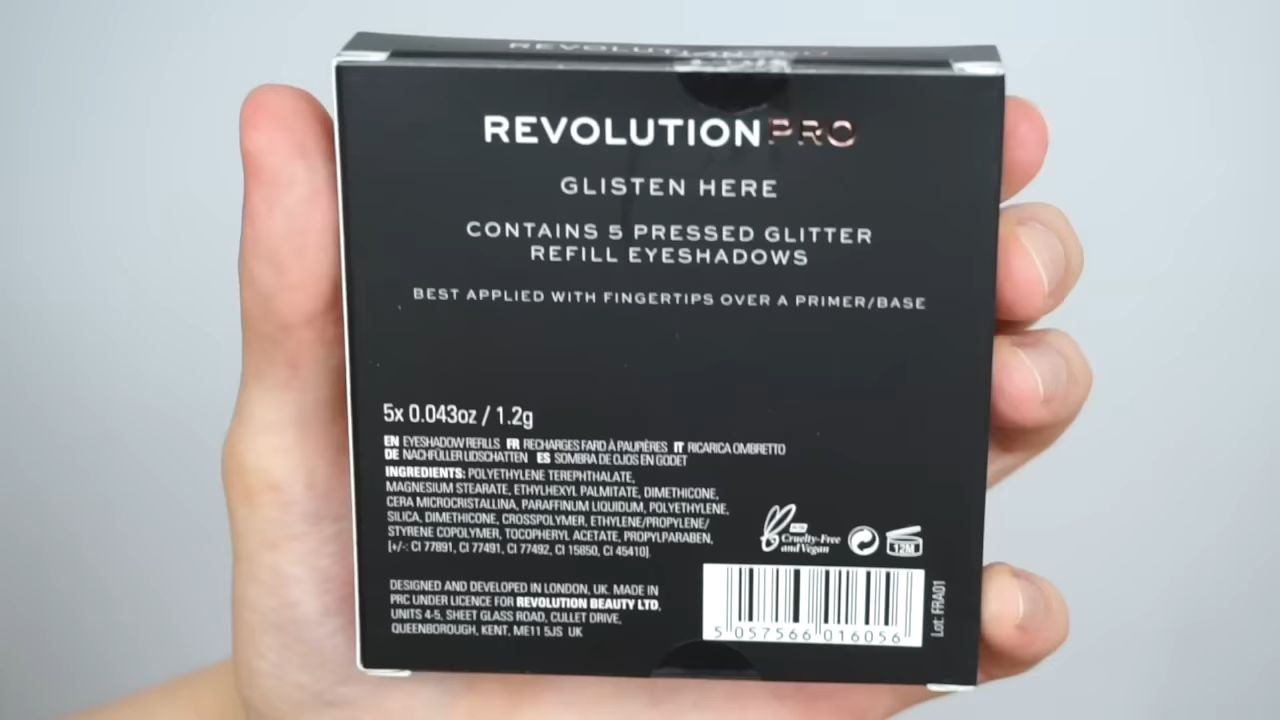 REVOLUTION PRO
GLISTEN HERE
CONTAINS 5 PRESSED GLITTER
REFILL EYESHADOWS
BEST APPLIED WITH FINGERTIPS OVER A PRIMER/BASE
5x 0.043oz / 1.2g
EN EYESHADOW REFILLS FR RECHARGES FARD À PAUPIÈRES IT RICARICA OMBRETTO
DE NACHFÜLLER LIDSCHATTEN ES SOMBRA DE OJOS EN GODET
INGREDIENTS: POLYETHYLENE TEREPHTHALATE,
MAGNESIUM STEARATE, ETHYLHEXYL PALMITATE, DIMETHICONE,
CERA MICROCRISTALLINA, PARAFFINUM LIQUIDUM, POLYETHYLENE,
SILICA, DIMETHICONE, CROSSPOLYMER, ETHYLENE/PROPYLENE/
STYRENE COPOLYMER, TOCOPHERYL ACETATE, PROPYLPARABEN,
[+/-: CI 77891, CI 77491, CI 77492, CI 15850, CI 45410].
Cruelty-Free
and Vegan
12M
DESIGNED AND DEVELOPED IN LONDON, UK. MADE IN
PRC UNDER LICENCE FOR REVOLUTION BEAUTY LTD,
UNITS 4-5, SHEET GLASS ROAD, CULLET DRIVE,
QUEENBOROUGH, KENT, ME11 5JS UK
5 057566 016056
Lot: FRA01